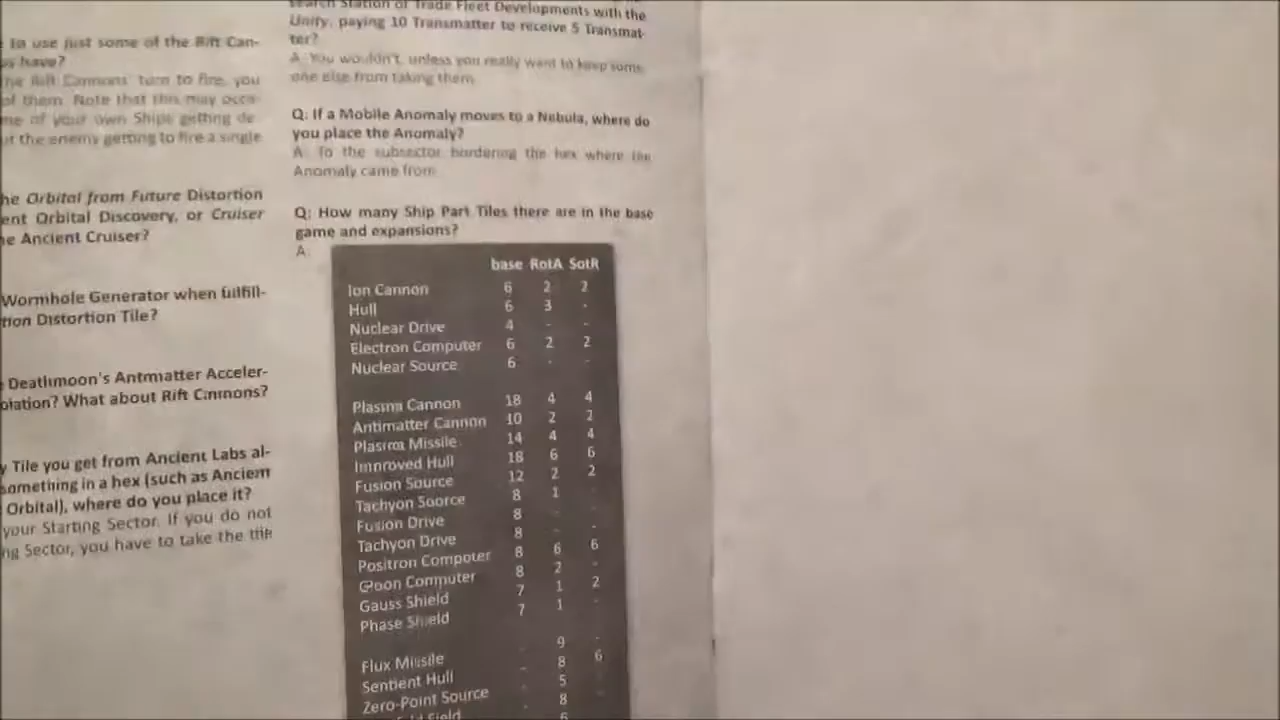 to use just some of the Rift Can-
have?
the Rift Cannons' turn to fire, you
of them. Note that this may occa-
of your own Ships getting de-
the enemy getting to fire a single
the Orbital from Future Distortion
ent Orbital Discovery, or Cruiser
e Ancient Cruiser?
Wormhole Generator when fulfill-
tion Distortion Tile?
Deathmoon's Antimatter Acceler-
olation? What about Rift Cannons?
y Tile you get from Ancient Labs al-
something in a hex (such as Ancient
Orbital), where do you place it?
your Starting Sector. If you do not
ng Sector, you have to take the tile
search Station of Trade Fleet Developments with the
Unity, paying 10 Transmatter to receive 5 Transmat-
ter?
A: You wouldn't, unless you really want to keep some-
one else from taking them.
Q: If a Mobile Anomaly moves to a Nebula, where do
you place the Anomaly?
A: To the subsector bordering the hex where the
Anomaly came from.
Q: How many Ship Part Tiles there are in the base
game and expansions?
A:
base RotA SotR
Ion Cannon 6 2 2
Hull 6 3 -
Nuclear Drive 4 - -
Electron Computer 6 2 2
Nuclear Source 6 - -
Plasma Cannon 18 4 4
Antimatter Cannon 10 2 2
Plasma Missile 14 4 4
Improved Hull 18 6 6
Fusion Source 12 2 2
Tachyon Source 8 1 -
Fusion Drive 8 - -
Tachyon Drive 8 - -
Positron Computer 8 6 6
Gluon Computer 8 2 -
Gauss Shield 7 1 2
Phase Shield 7 1 -
Flux Missile - 9 -
Sentient Hull - 8 6
Zero-Point Source - 5 -
8
6